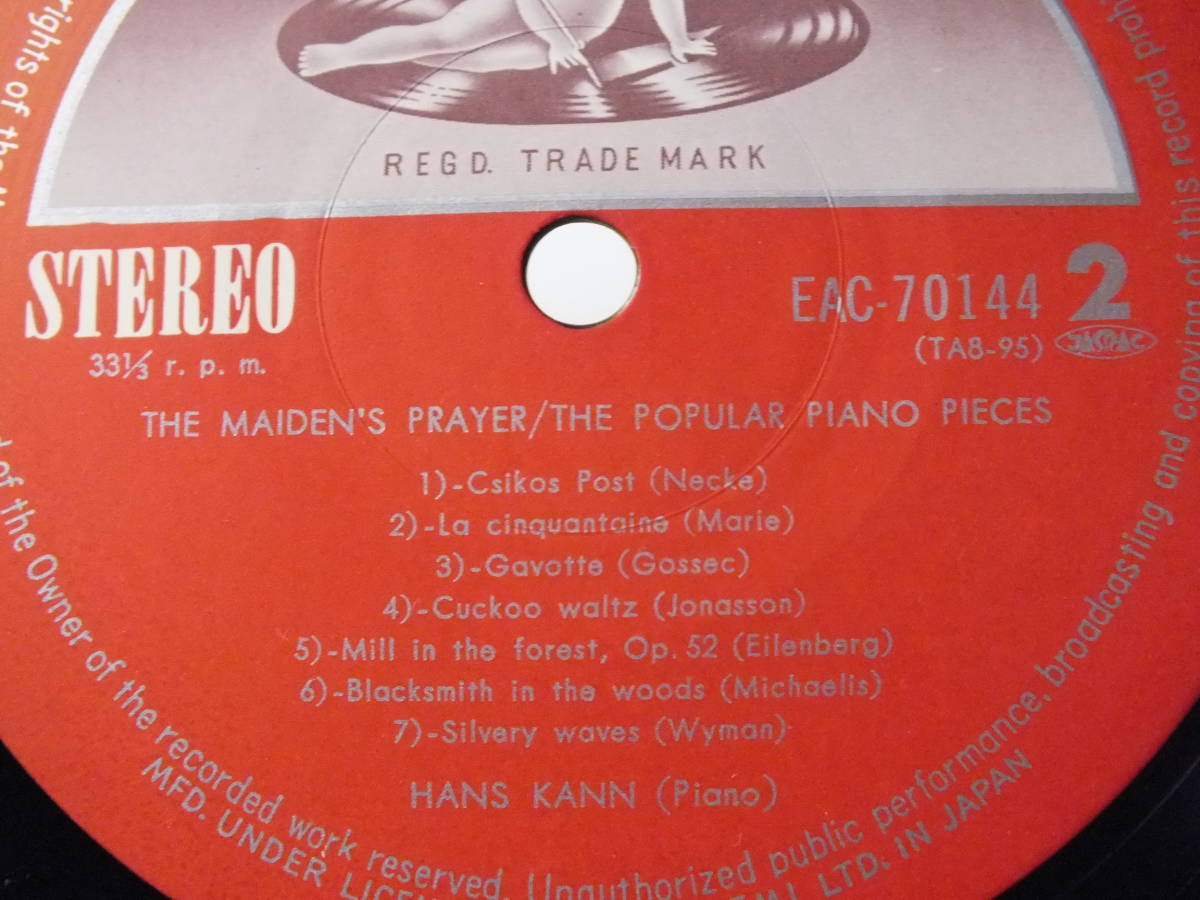 REGD. TRADE MARK
STEREO
33⅓ r. p. m.
EAC-70144 2
(TA8-95) JASRAC
THE MAIDEN'S PRAYER/THE POPULAR PIANO PIECES
1)-Csikos Post (Necke)
2)-La cinquantaine (Marie)
3)-Gavotte (Gossec)
4)-Cuckoo waltz (Jonasson)
5)-Mill in the forest, Op. 52 (Eilenberg)
6)-Blacksmith in the woods (Michaelis)
7)-Silvery waves (Wyman)
HANS KANN (Piano)
rights of the
of the Owner of the recorded work reserved. Unauthorized public performance, broadcasting and copying of this record prohi
MFD. UNDER LICEN
EMI LTD. IN JAPAN